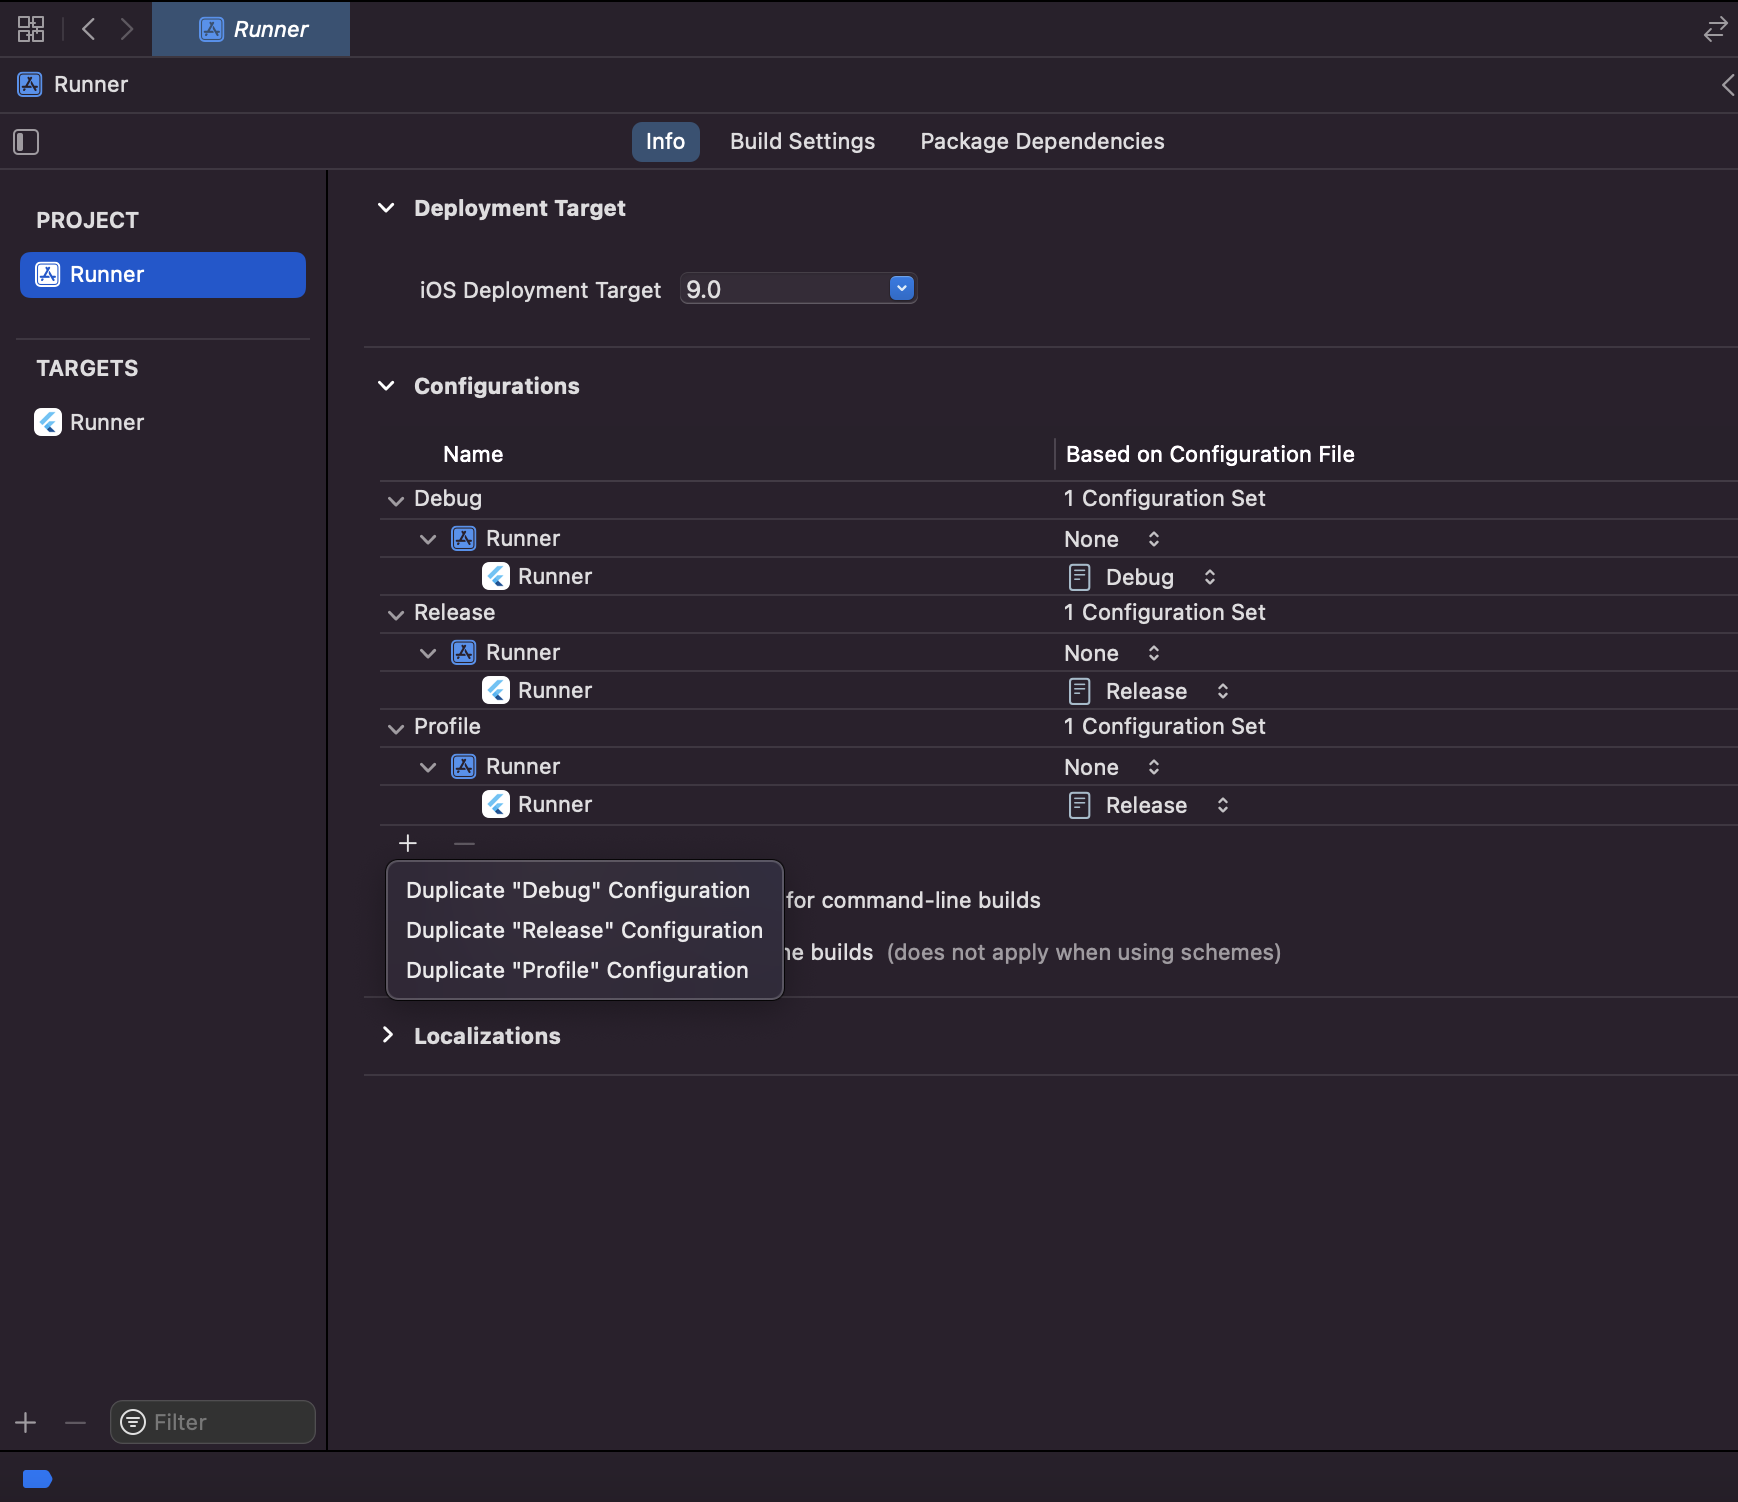 Runner
Runner
Info Build Settings Package Dependencies
PROJECT
Runner
TARGETS
Runner
Deployment Target
iOS Deployment Target 9.0
Configurations
Name Based on Configuration File
Debug 1 Configuration Set
Runner None
Runner Debug
Release 1 Configuration Set
Runner None
Runner Release
Profile 1 Configuration Set
Runner None
Runner Release
Duplicate "Debug" Configuration
for command-line builds
Duplicate "Release" Configuration
builds (does not apply when using schemes)
Duplicate "Profile" Configuration
Localizations
Filter